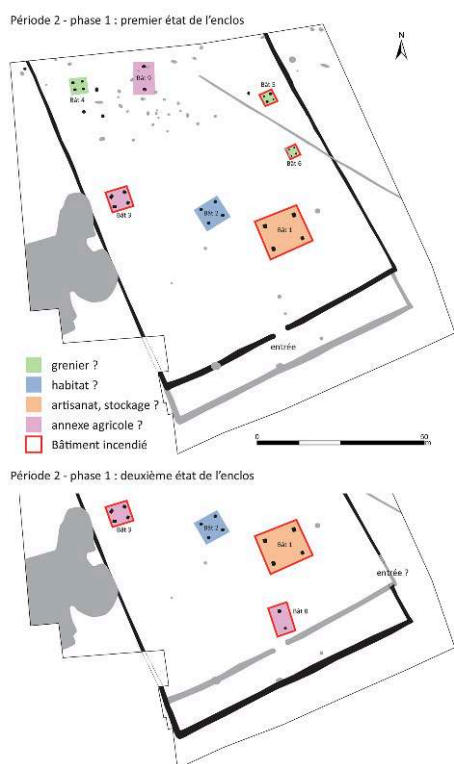 Période 2 - phase 1 : premier état de l'enclos
N
Bât 4
Bât 9
Bât 5
Bât 6
Bât 3
Bât 2
Bât 1
entrée
grenier ?
habitat ?
artisanat, stockage ?
annexe agricole ?
Bâtiment incendié
0
50
m
Période 2 - phase 1 : deuxième état de l'enclos
Bât 3
Bât 2
Bât 1
entrée ?
Bât 8